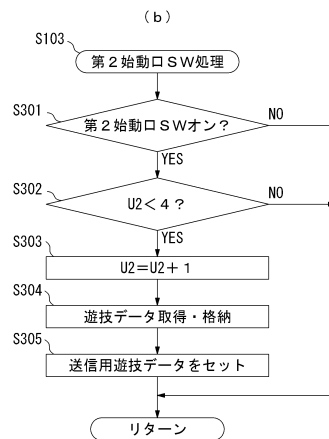 (b)
S103
第2始動口SW処理
S301
第2始動口SWオン?
NO
YES
S302
U2<4?
NO
YES
S303
U2=U2+1
S304
遊技データ取得・格納
S305
送信用遊技データをセット
リターン